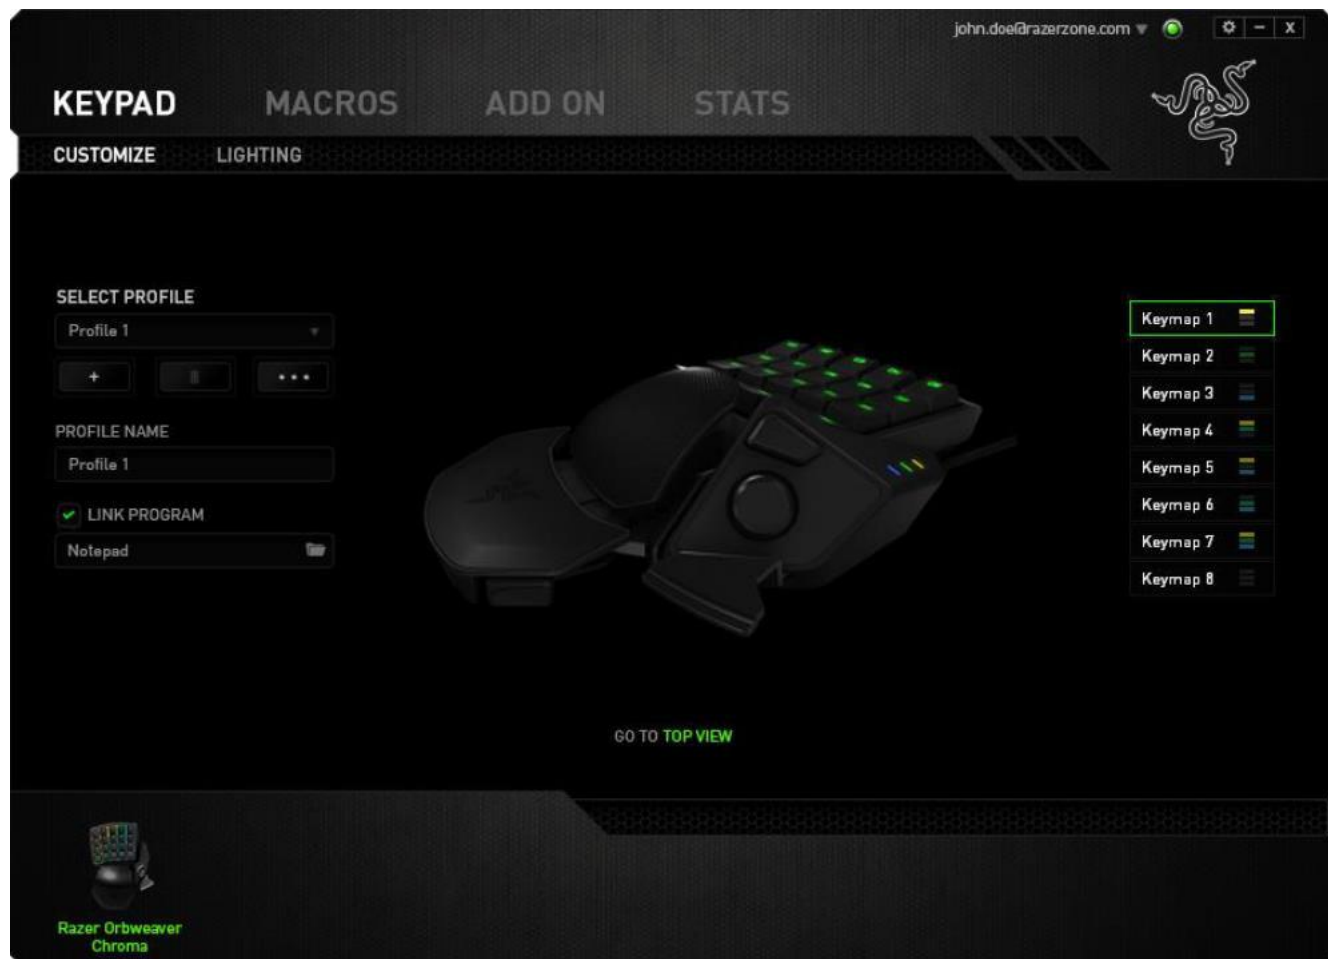 john.doe@razerzone.com
KEYPAD MACROS ADD ON STATS
CUSTOMIZE LIGHTING
SELECT PROFILE
Profile 1
PROFILE NAME
Profile 1
LINK PROGRAM
Notepad
Keymap 1
Keymap 2
Keymap 3
Keymap 4
Keymap 5
Keymap 6
Keymap 7
Keymap 8
GO TO TOP VIEW
Razer Orbweaver
Chroma